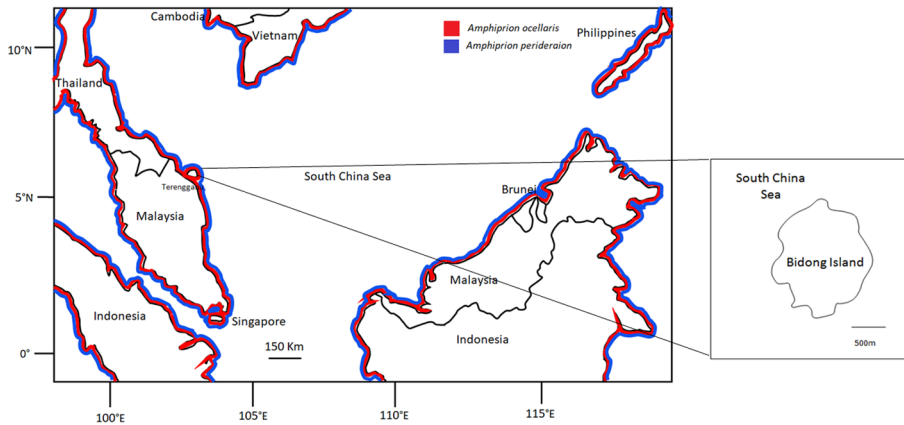 Cambodia
Vietnam
Amphiprion ocellaris
Amphiprion perideraion
Philippines
10°N
Thailand
South China Sea
Terengganu
5°N
Malaysia
Brunei
Malaysia
Indonesia
Singapore
Indonesia
150 Km
0°
100°E
105°E
110°E
115°E
South China
Sea
Bidong Island
500m